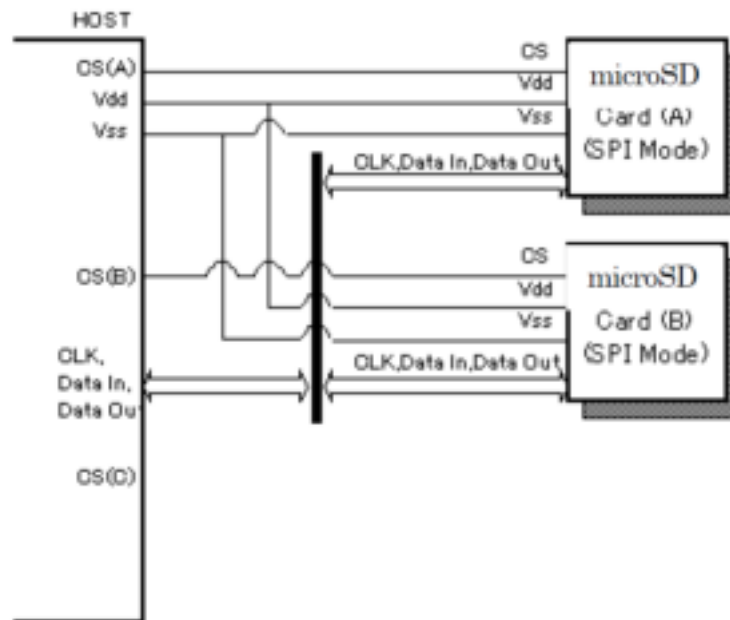 HOST
CS(A)
Vdd
Vss
CS
Vdd
Vss
microSD
Card (A)
(SPI Mode)
CLK,Data In,Data Out
CS(B)
CS
Vdd
Vss
microSD
Card (B)
(SPI Mode)
CLK,Data In,Data Out
CLK,
Data In,
Data Ou
CS(C)